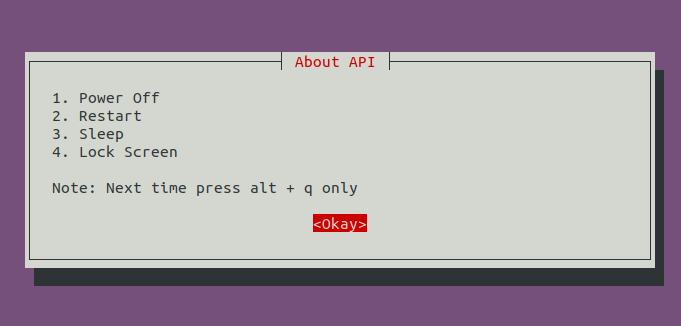 About API
1. Power Off
2. Restart
3. Sleep
4. Lock Screen
Note: Next time press alt + q only
<Okay>